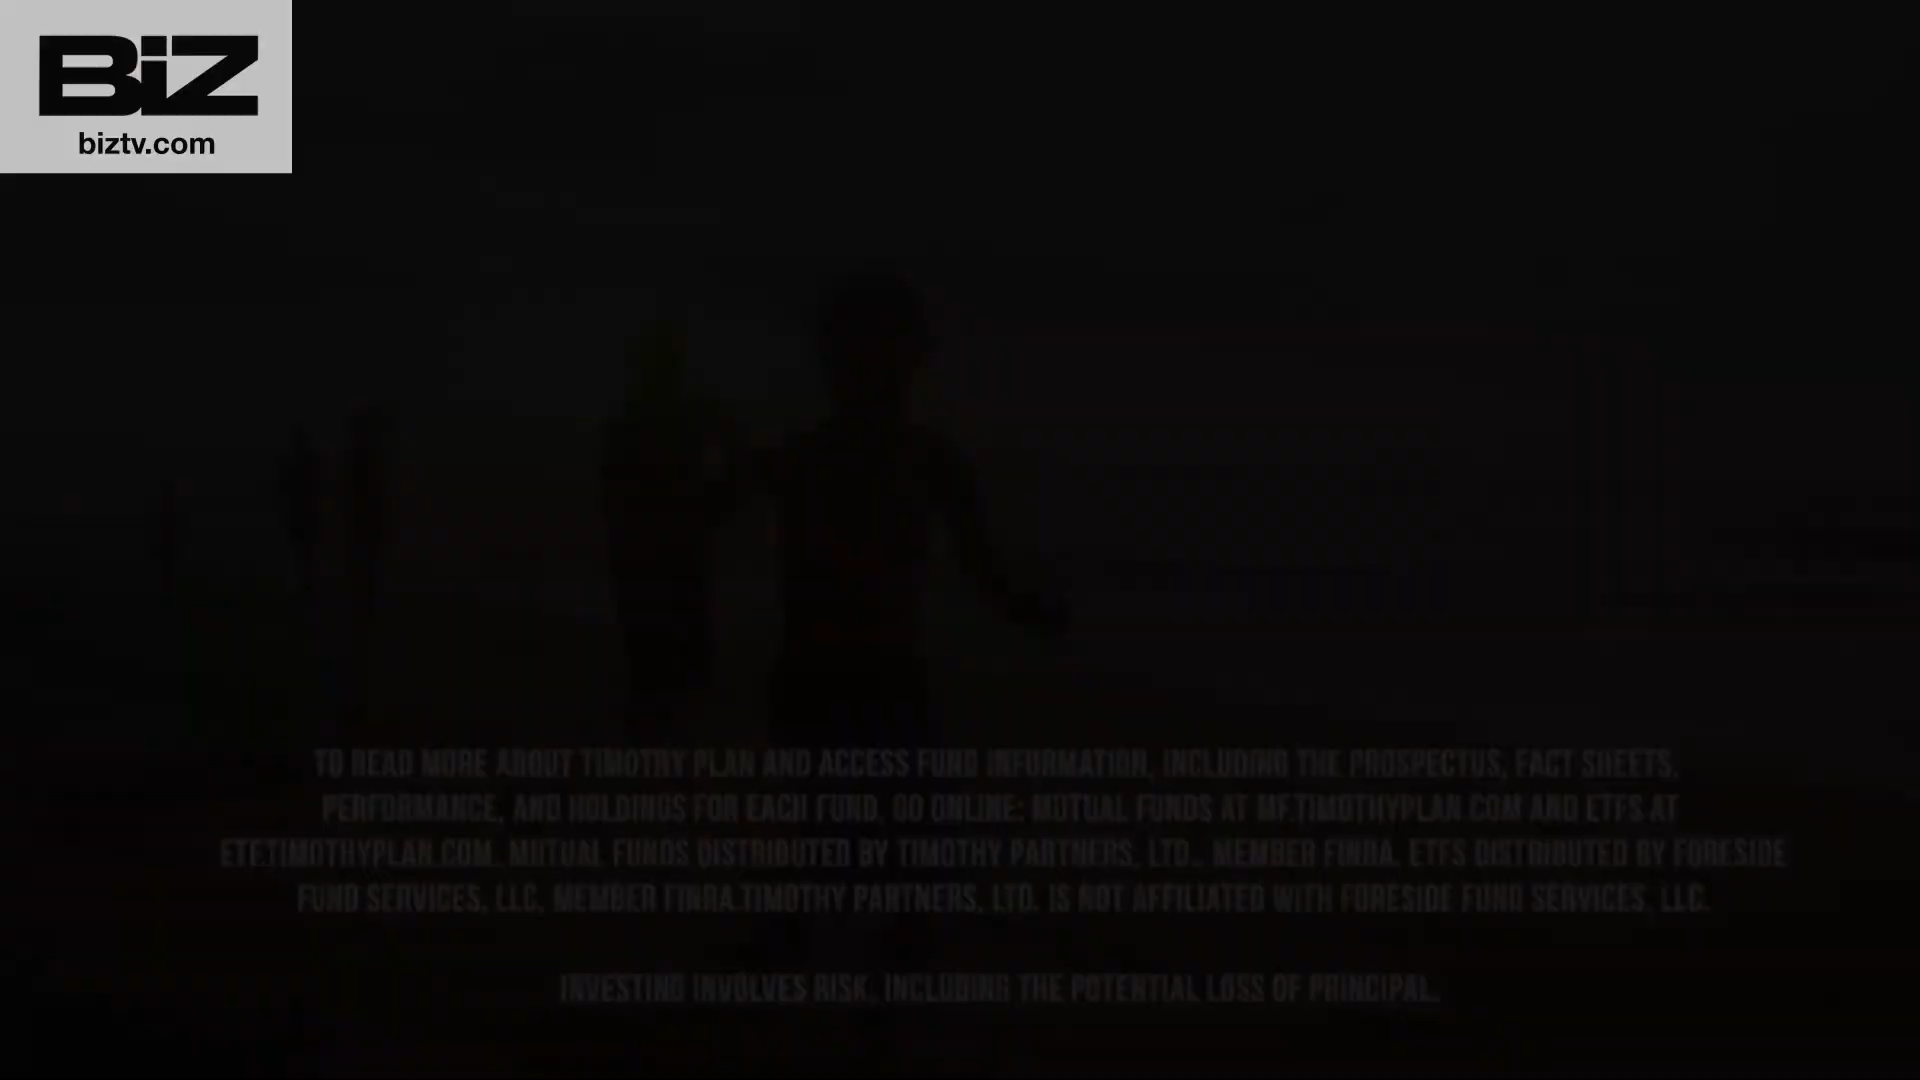 BiZ
biztv.com
TO READ MORE ABOUT TIMOTHY PLAN AND ACCESS FUND INFORMATION, INCLUDING THE PROSPECTUS, FACT SHEETS,
PERFORMANCE, AND HOLDINGS FOR EACH FUND, GO ONLINE: MUTUAL FUNDS AT MF.TIMOTHYPLAN.COM AND ETFS AT
ETF.TIMOTHYPLAN.COM. MUTUAL FUNDS DISTRIBUTED BY TIMOTHY PARTNERS, LTD., MEMBER FINRA. ETFS DISTRIBUTED BY FORESIDE
FUND SERVICES, LLC, MEMBER FINRA.TIMOTHY PARTNERS, LTD. IS NOT AFFILIATED WITH FORESIDE FUND SERVICES, LLC.
INVESTING INVOLVES RISK, INCLUDING THE POTENTIAL LOSS OF PRINCIPAL.